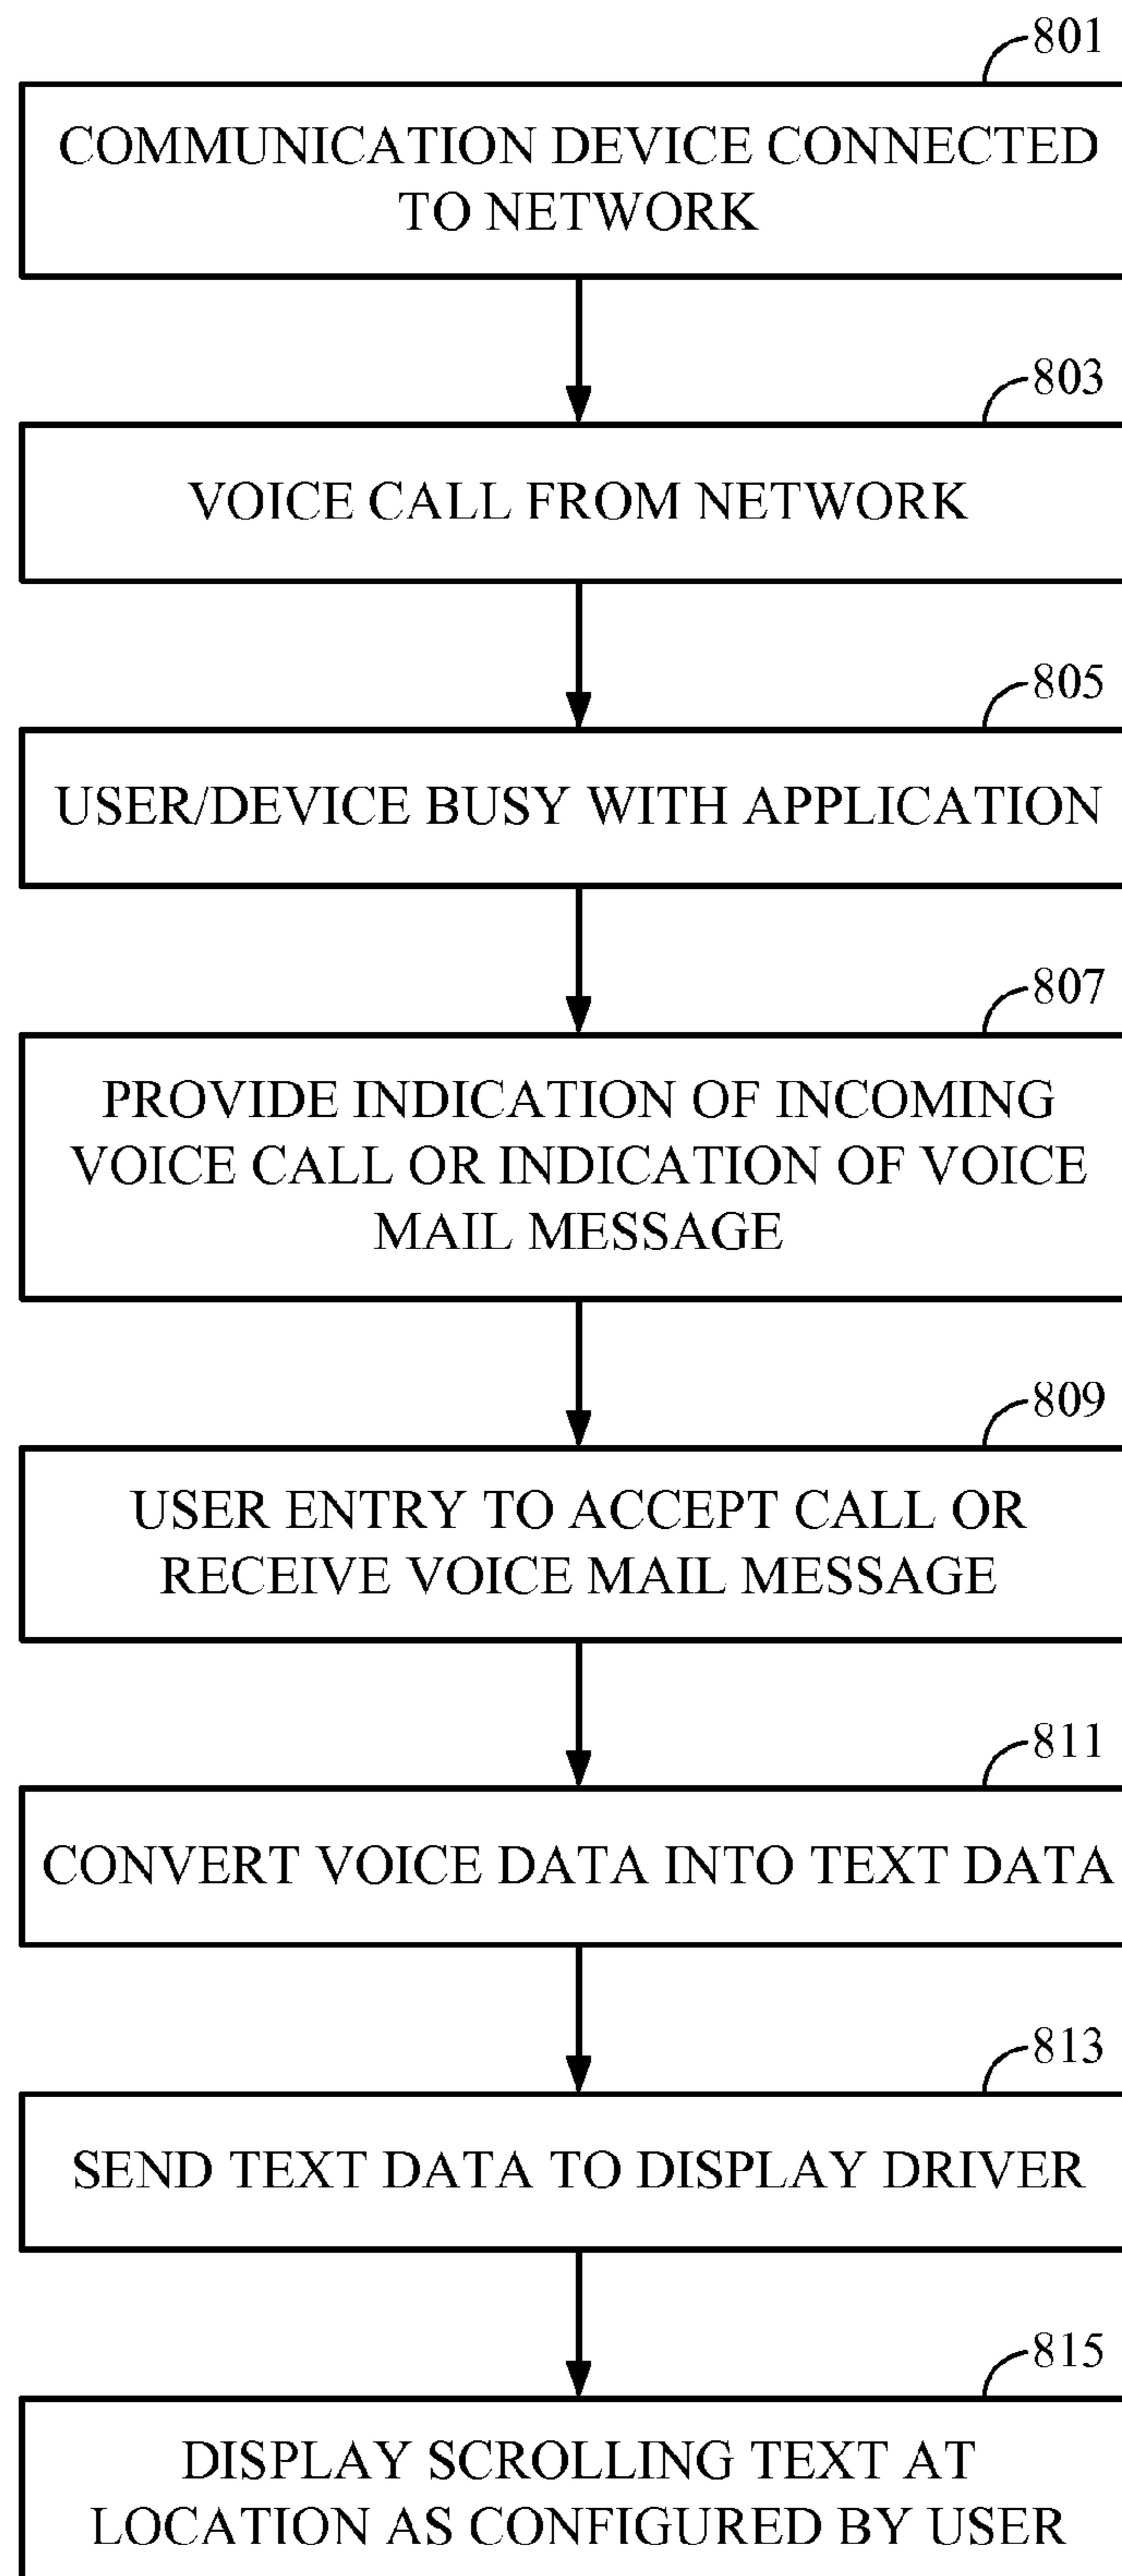 801
COMMUNICATION DEVICE CONNECTED
TO NETWORK
803
VOICE CALL FROM NETWORK
805
USER/DEVICE BUSY WITH APPLICATION
807
PROVIDE INDICATION OF INCOMING
VOICE CALL OR INDICATION OF VOICE
MAIL MESSAGE
809
USER ENTRY TO ACCEPT CALL OR
RECEIVE VOICE MAIL MESSAGE
811
CONVERT VOICE DATA INTO TEXT DATA
813
SEND TEXT DATA TO DISPLAY DRIVER
815
DISPLAY SCROLLING TEXT AT
LOCATION AS CONFIGURED BY USER